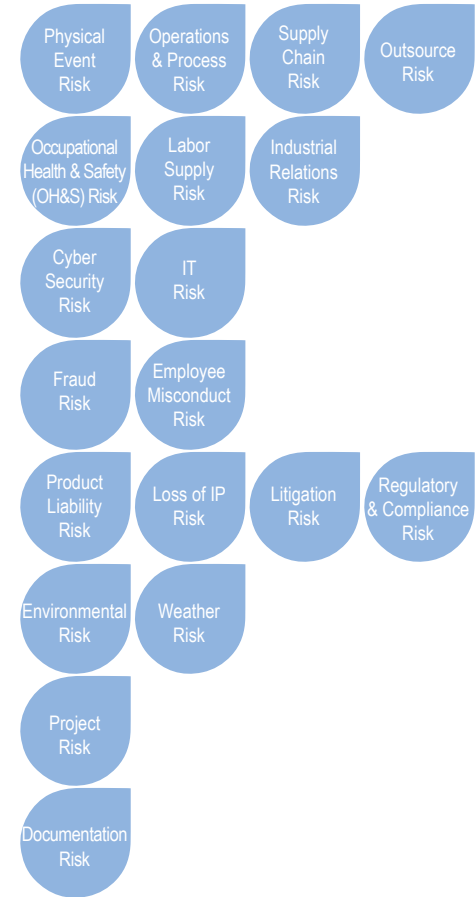 Physical
Event
Risk
Operations
& Process
Risk
Supply
Chain
Risk
Outsource
Risk
Occupational
Health & Safety
(OH&S) Risk
Labor
Supply
Risk
Industrial
Relations
Risk
Cyber
Security
Risk
IT
Risk
Fraud
Risk
Employee
Misconduct
Risk
Product
Liability
Risk
Loss of IP
Risk
Litigation
Risk
Regulatory
& Compliance
Risk
Environmental
Risk
Weather
Risk
Project
Risk
Documentation
Risk